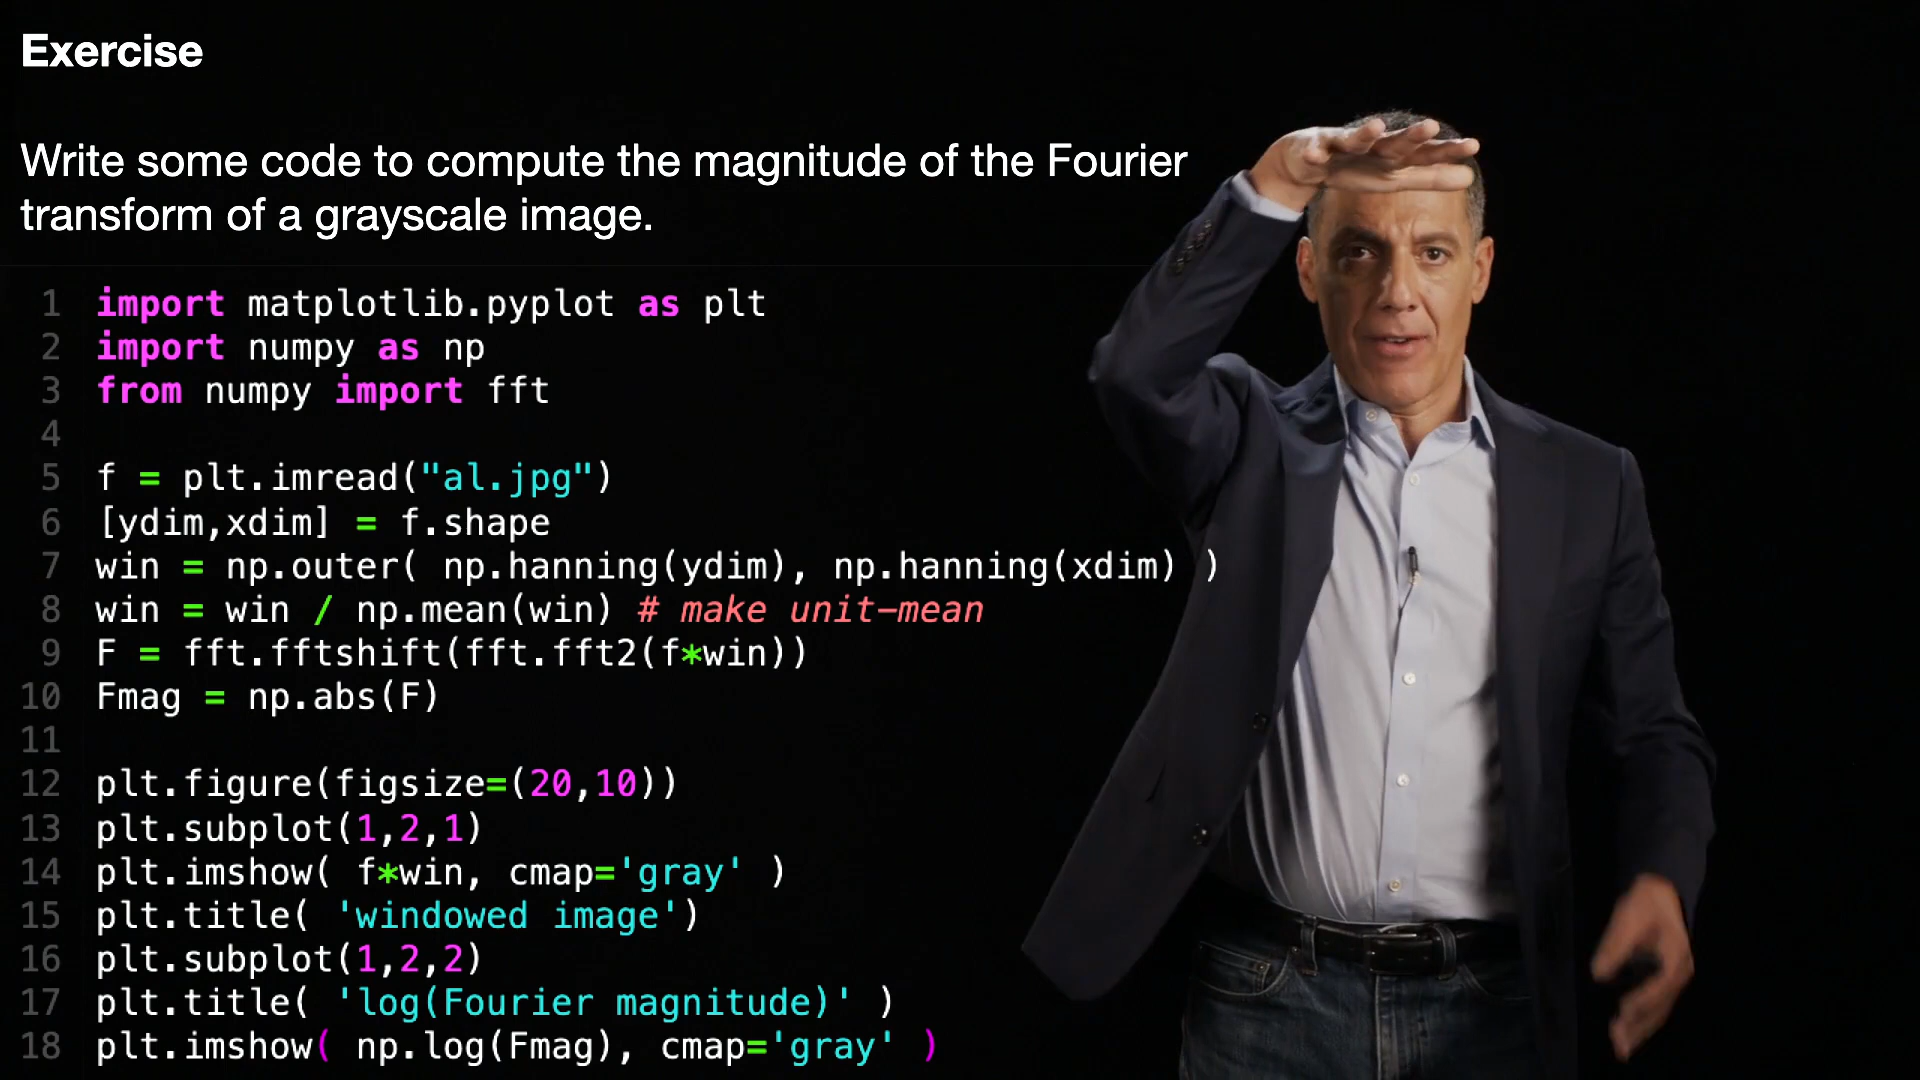 Exercise
Write some code to compute the magnitude of the Fourier
transform of a grayscale image.
1 import matplotlib.pyplot as plt
2 import numpy as np
3 from numpy import fft
4
5 f = plt.imread("al.jpg")
6 [ydim,xdim] = f.shape
7 win = np.outer( np.hanning(ydim), np.hanning(xdim) )
8 win = win / np.mean(win) # make unit-mean
9 F = fft.fftshift(fft.fft2(f*win))
10 Fmag = np.abs(F)
11
12 plt.figure(figsize=(20,10))
13 plt.subplot(1,2,1)
14 plt.imshow( f*win, cmap='gray' )
15 plt.title( 'windowed image')
16 plt.subplot(1,2,2)
17 plt.title( 'log(Fourier magnitude)' )
18 plt.imshow( np.log(Fmag), cmap='gray' )